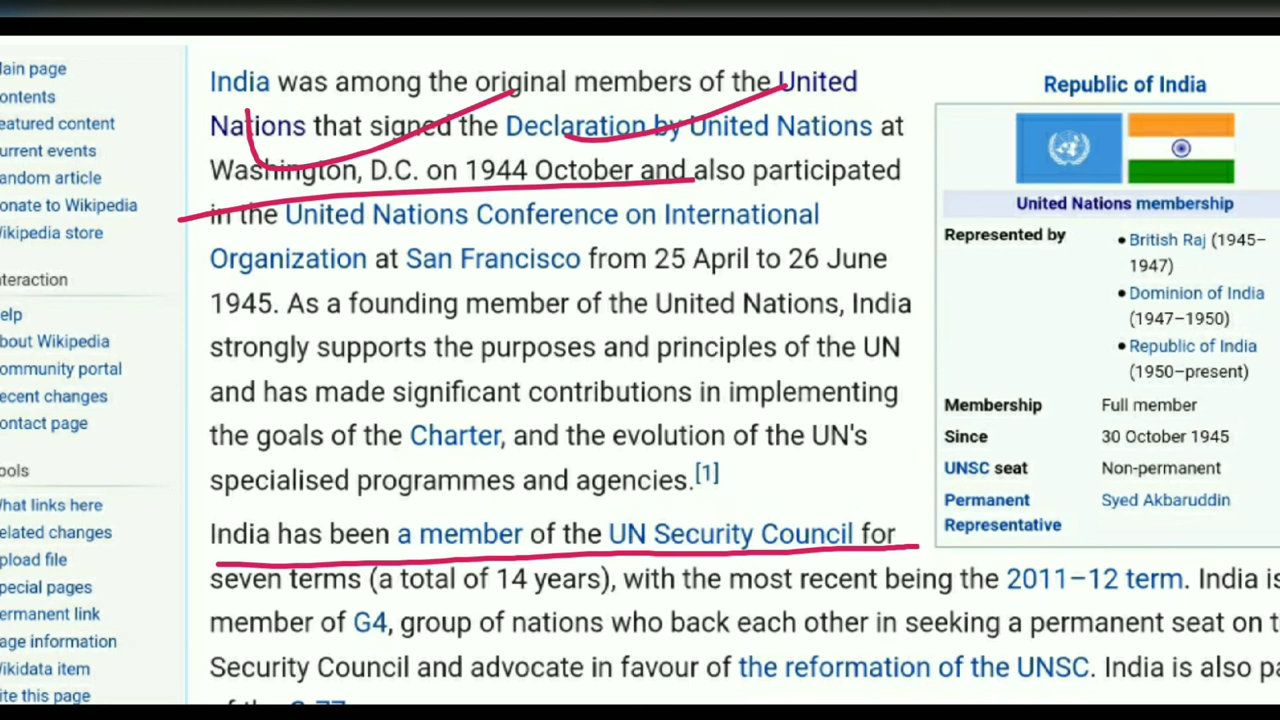 ain page
ontents
eatured content
urrent events
andom article
onate to Wikipedia
ikipedia store
nteraction
elp
bout Wikipedia
ommunity portal
ecent changes
ontact page
ools
hat links here
elated changes
pload file
pecial pages
ermanent link
age information
ikidata item
ite this page
India was among the original members of the United
Nations that signed the Declaration by United Nations at
Washington, D.C. on 1944 October and also participated
in the United Nations Conference on International
Organization at San Francisco from 25 April to 26 June
1945. As a founding member of the United Nations, India
strongly supports the purposes and principles of the UN
and has made significant contributions in implementing
the goals of the Charter, and the evolution of the UN's
specialised programmes and agencies.[1]
India has been a member of the UN Security Council for
seven terms (a total of 14 years), with the most recent being the 2011–12 term. India is
member of G4, group of nations who back each other in seeking a permanent seat on
Security Council and advocate in favour of the reformation of the UNSC. India is also
Republic of India
United Nations membership
Represented by
• British Raj (1945–
1947)
• Dominion of India
(1947–1950)
• Republic of India
(1950–present)
Membership Full member
Since 30 October 1945
UNSC seat Non-permanent
Permanent Syed Akbaruddin
Representative